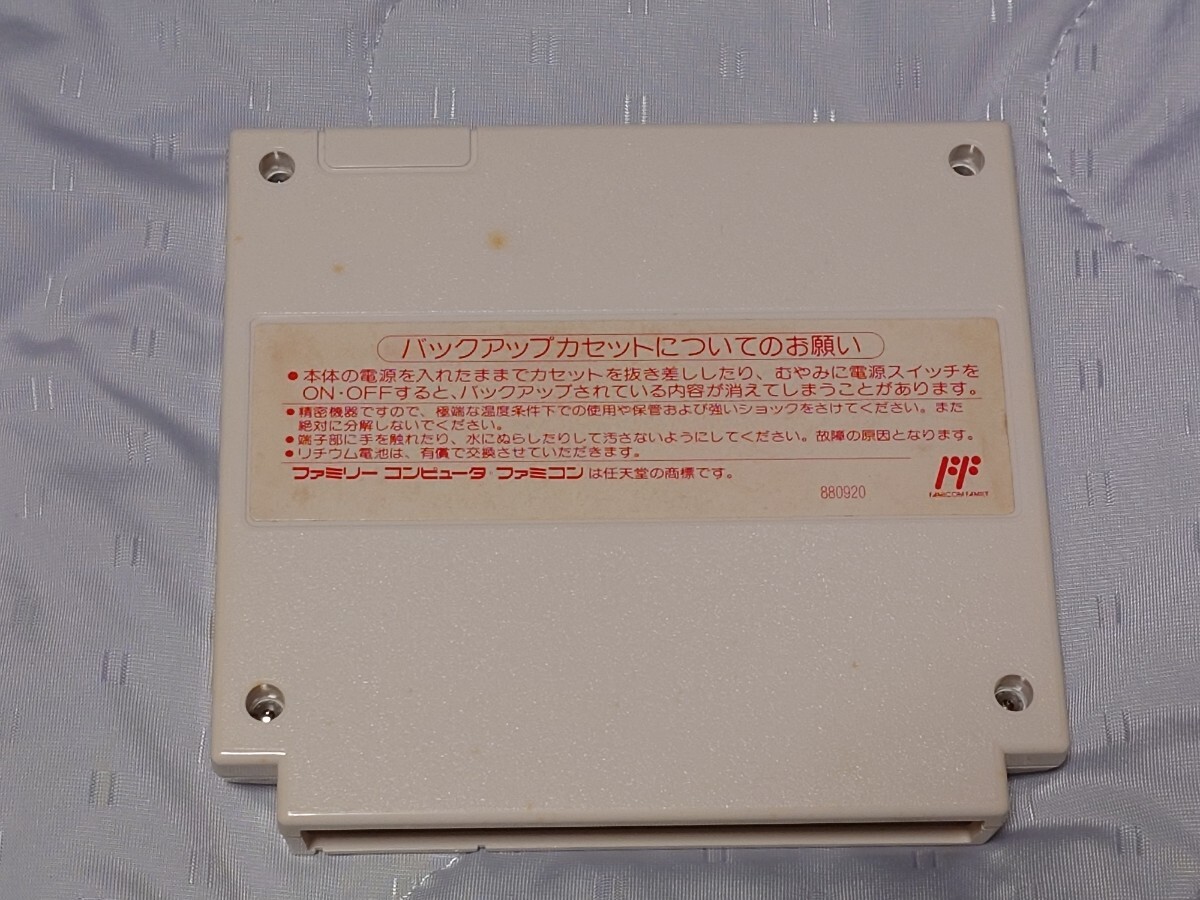 バックアップカセットについてのお願い
●本体の電源を入れたままでカセットを抜き差ししたり、むやみに電源スイッチを
ON・OFFすると、バックアップされている内容が消えてしまうことがあります。
●精密機器ですので、極端な温度条件下での使用や保管および強いショックをさけてください。また
絶対に分解しないでください。
●端子部に手を触れたり、水にぬらしたりして汚さないようにしてください。故障の原因となります。
●リチウム電池は、有償で交換させていただきます。
ファミリー コンピュータ・ファミコンは任天堂の商標です。
880920
FF
FAMICOM FAMET